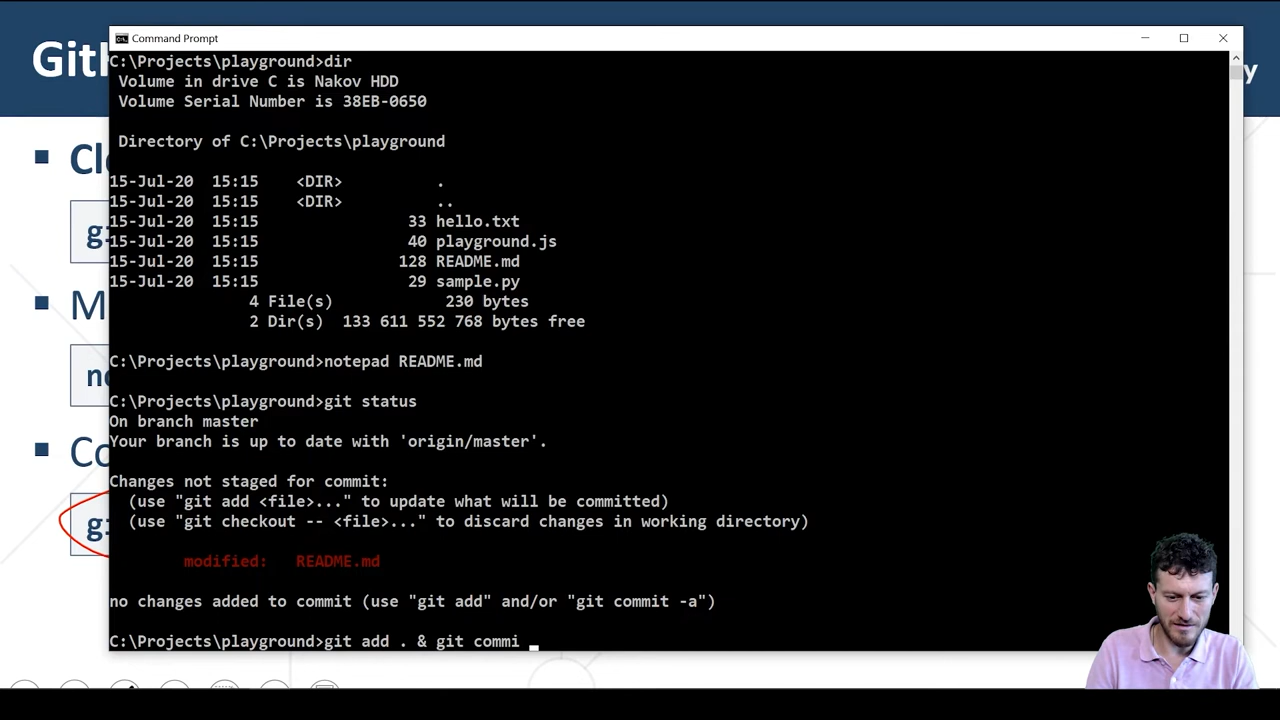 Gith
Command Prompt
y
C:\Projects\playground>dir
Volume in drive C is Nakov HDD
Volume Serial Number is 38EB-0650
Directory of C:\Projects\playground
15-Jul-20 15:15 <DIR> .
15-Jul-20 15:15 <DIR> ..
15-Jul-20 15:15 33 hello.txt
15-Jul-20 15:15 40 playground.js
15-Jul-20 15:15 128 README.md
15-Jul-20 15:15 29 sample.py
4 File(s) 230 bytes
2 Dir(s) 133 611 552 768 bytes free
C:\Projects\playground>notepad README.md
C:\Projects\playground>git status
On branch master
Your branch is up to date with 'origin/master'.
Changes not staged for commit:
(use "git add <file>..." to update what will be committed)
(use "git checkout -- <file>..." to discard changes in working directory)
modified: README.md
no changes added to commit (use "git add" and/or "git commit -a")
C:\Projects\playground>git add . & git commi
Cl
g
M
no
Co
g